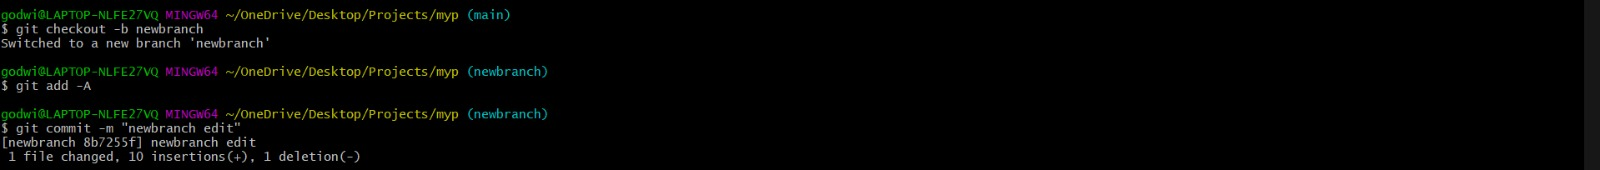 godwi@LAPTOP-NLFE27VQ MINGW64 ~/OneDrive/Desktop/Projects/myp (main)
$ git checkout -b newbranch
Switched to a new branch 'newbranch'
godwi@LAPTOP-NLFE27VQ MINGW64 ~/OneDrive/Desktop/Projects/myp (newbranch)
$ git add -A
godwi@LAPTOP-NLFE27VQ MINGW64 ~/OneDrive/Desktop/Projects/myp (newbranch)
$ git commit -m "newbranch edit"
[newbranch 8b7255f] newbranch edit
1 file changed, 10 insertions(+), 1 deletion(-)